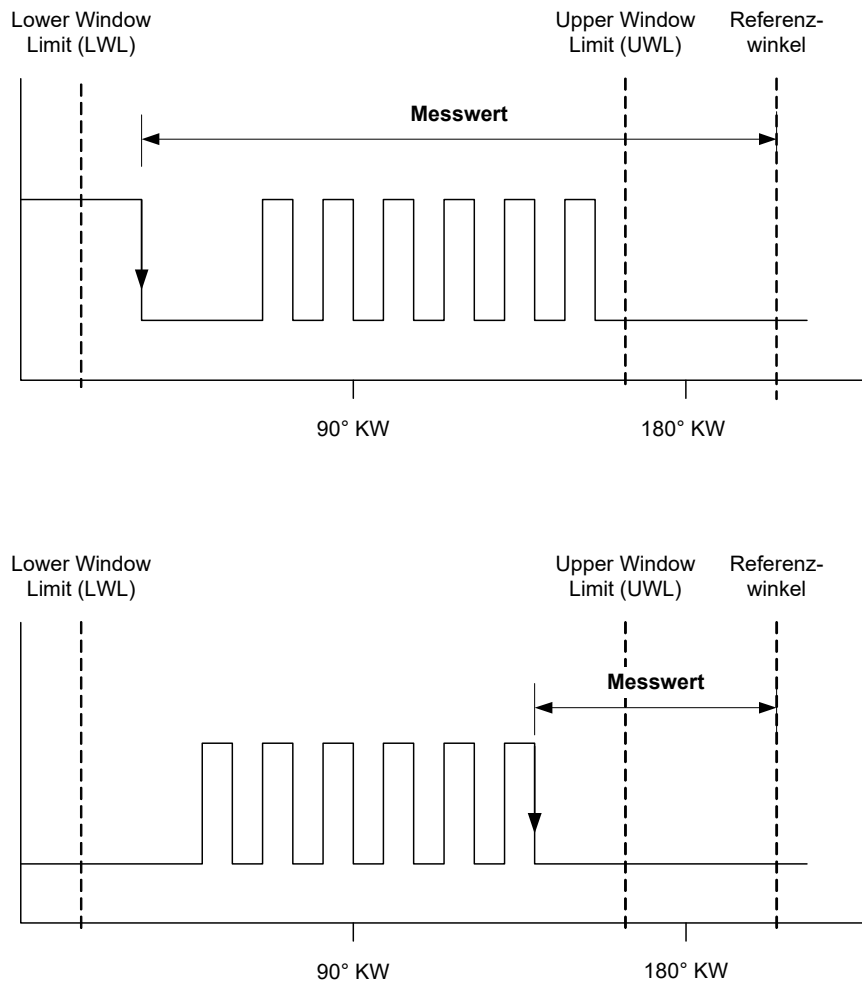 Lower Window
Limit (LWL)
Upper Window
Limit (UWL)
Referenz-
winkel
Messwert
90° KW
180° KW
Lower Window
Limit (LWL)
Upper Window
Limit (UWL)
Referenz-
winkel
Messwert
90° KW
180° KW